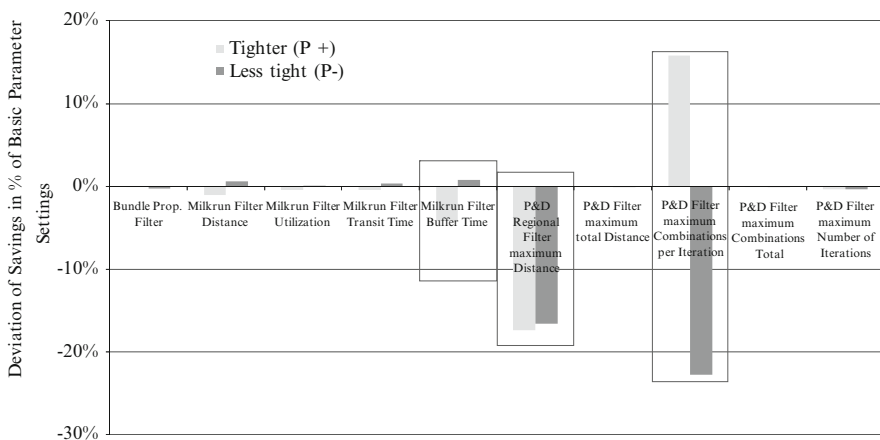 Deviation of Savings in % of Basic Parameter
Settings
20%
10%
0%
-10%
-20%
-30%
Tighter (P +)
Less tight (P-)
Bundle Prop.
Filter
Milkrun Filter
Distance
Milkrun Filter
Utilization
Milkrun Filter
Transit Time
Milkrun Filter
Buffer Time
P&D
Regional
Filter
maximum
Distance
P&D Filter
maximum
total Distance
P&D Filter
maximum
Combinations
per Iteration
P&D Filter
maximum
Combinations
Total
P&D Filter
maximum
Number of
Iterations